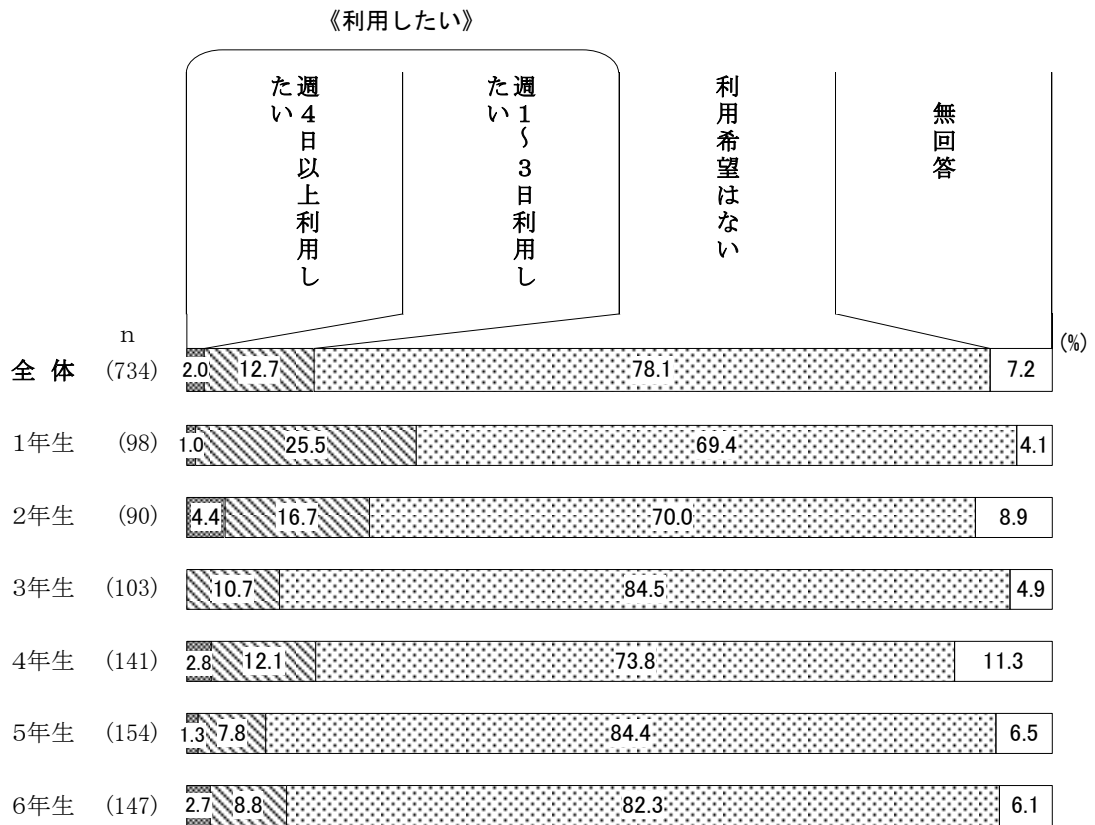 《利用したい》
週４日以上利用し
たい
週１～３日利用し
たい
利用希望はない
無回答
n
(%)
全 体 (734) 2.0 12.7 78.1 7.2
1年生 (98) 1.0 25.5 69.4 4.1
2年生 (90) 4.4 16.7 70.0 8.9
3年生 (103) 10.7 84.5 4.9
4年生 (141) 2.8 12.1 73.8 11.3
5年生 (154) 1.3 7.8 84.4 6.5
6年生 (147) 2.7 8.8 82.3 6.1